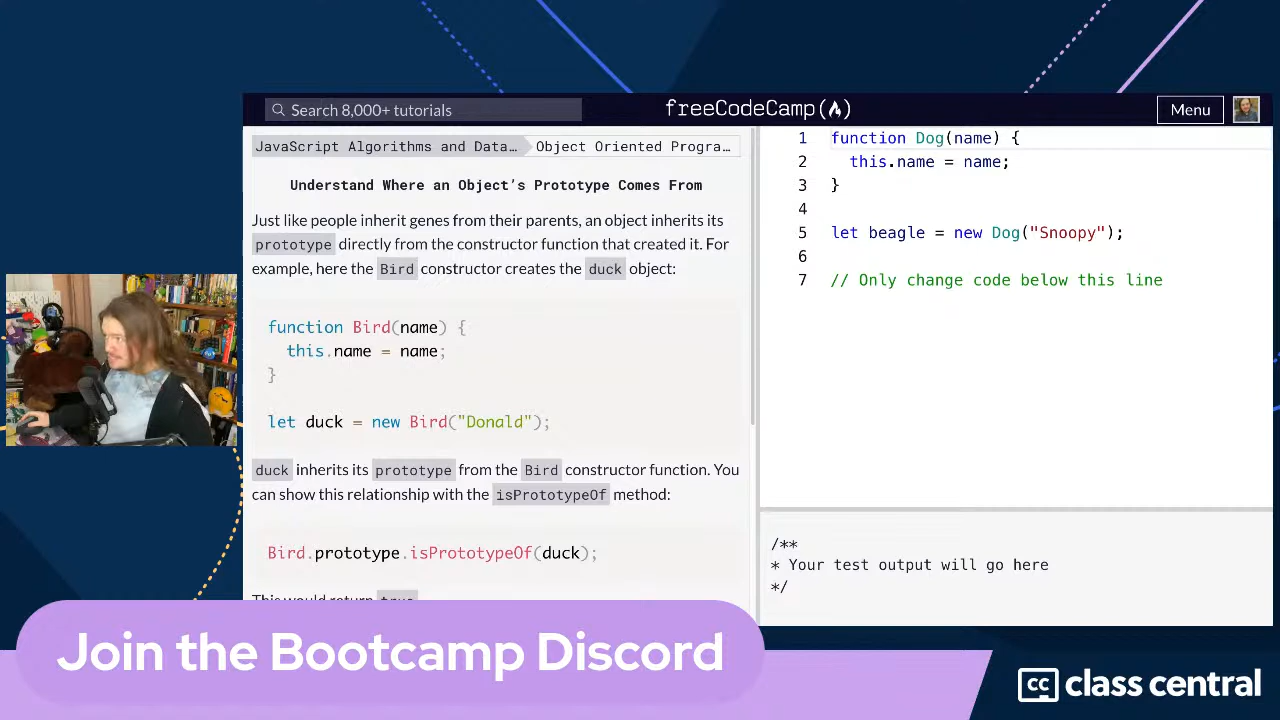 Search 8,000+ tutorials
freeCodeCamp
Menu
JavaScript Algorithms and Data…
Object Oriented Progra…
Understand Where an Object's Prototype Comes From
Just like people inherit genes from their parents, an object inherits its
prototype directly from the constructor function that created it. For
example, here the Bird constructor creates the duck object:
function Bird(name) {
this.name = name;
}
let duck = new Bird("Donald");
duck inherits its prototype from the Bird constructor function. You
can show this relationship with the isPrototypeOf method:
Bird.prototype.isPrototypeOf(duck);
This would return true
1 function Dog(name) {
2 this.name = name;
3 }
4
5 let beagle = new Dog("Snoopy");
6
7 // Only change code below this line
/**
* Your test output will go here
*/
Join the Bootcamp Discord
cc class central